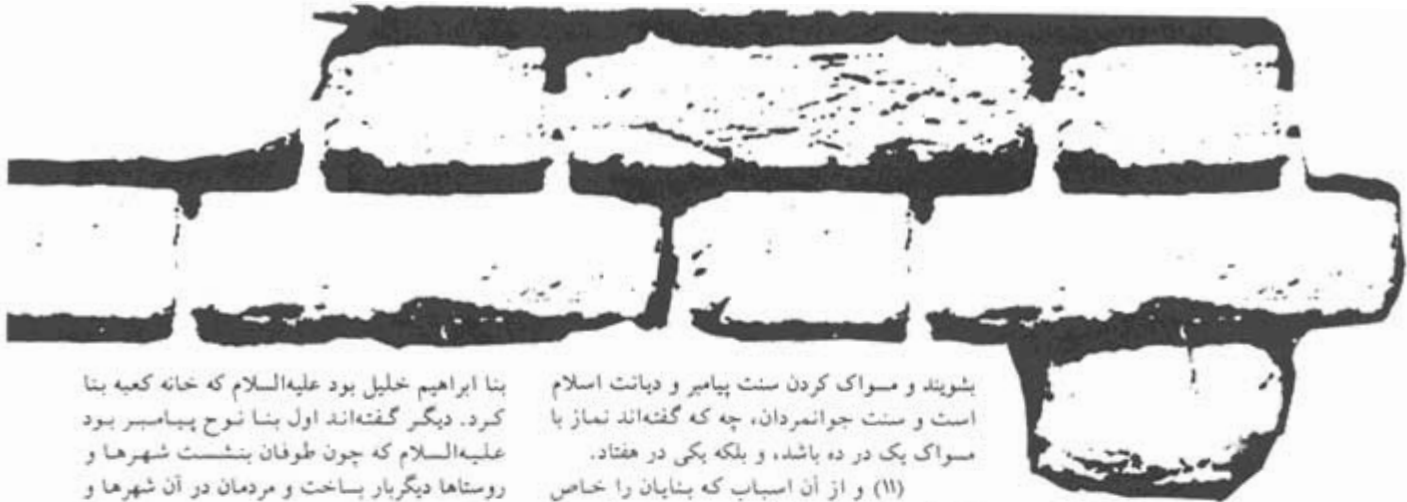 بشویند و مسواک کردن سنت پیامبر و دیانت اسلام
است و سنت جوانمردان، چه که گفته‌اند نماز با
مسواک یک در ده باشد، و بلکه یکی در هفتاد.
(۱۱) و از آن اسباب که بنایان را خاص
بنا ابراهیم خلیل بود علیه‌السلام که خانه کعبه بنا
کرد. دیگر گفته‌اند اول بنا نوح پیامبر بود
علیه‌السلام که چون طوفان بنشست شهرها و
روستاها دیگربار بساخت و مردمان در آن شهرها و